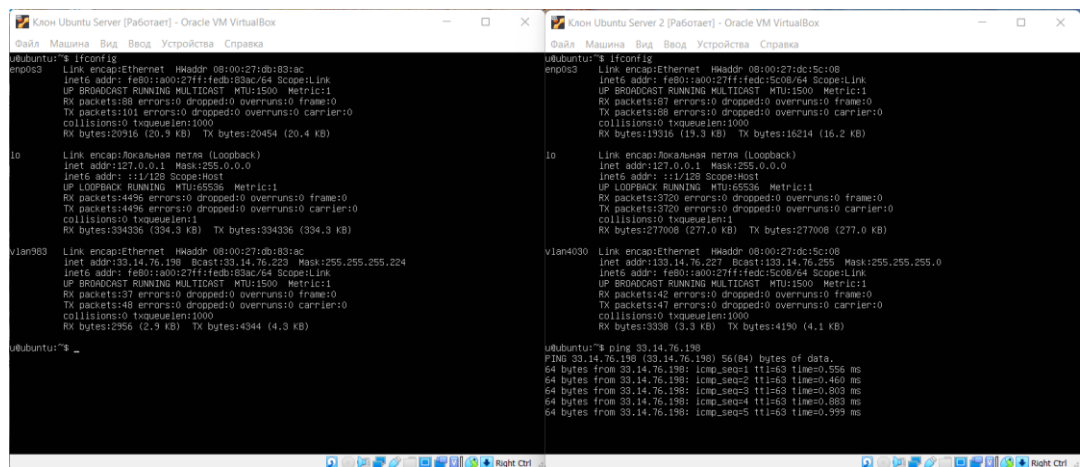 Клон Ubuntu Server [Работает] - Oracle VM VirtualBox
Файл Машина Вид Ввод Устройства Справка
u@ubuntu:~$ ifconfig
enp0s3 Link encap:Ethernet HWaddr 08:00:27:db:83:ac
inet6 addr: fe80::a00:27ff:fedb:83ac/64 Scope:Link
UP BROADCAST RUNNING MULTICAST MTU:1500 Metric:1
RX packets:88 errors:0 dropped:0 overruns:0 frame:0
TX packets:101 errors:0 dropped:0 overruns:0 carrier:0
collisions:0 txqueuelen:1000
RX bytes:20916 (20.9 KB) TX bytes:20454 (20.4 KB)
lo Link encap:Локальная петля (Loopback)
inet addr:127.0.0.1 Mask:255.0.0.0
inet6 addr: ::1/128 Scope:Host
UP LOOPBACK RUNNING MTU:65536 Metric:1
RX packets:4496 errors:0 dropped:0 overruns:0 frame:0
TX packets:4496 errors:0 dropped:0 overruns:0 carrier:0
collisions:0 txqueuelen:1
RX bytes:334336 (334.3 KB) TX bytes:334336 (334.3 KB)
vlan983 Link encap:Ethernet HWaddr 08:00:27:db:83:ac
inet addr:33.14.76.198 Bcast:33.14.76.223 Mask:255.255.255.224
inet6 addr: fe80::a00:27ff:fedb:83ac/64 Scope:Link
UP BROADCAST RUNNING MULTICAST MTU:1500 Metric:1
RX packets:37 errors:0 dropped:0 overruns:0 frame:0
TX packets:48 errors:0 dropped:0 overruns:0 carrier:0
collisions:0 txqueuelen:1000
RX bytes:2956 (2.9 KB) TX bytes:4344 (4.3 KB)
u@ubuntu:~$ _
Right Ctrl
Клон Ubuntu Server 2 [Работает] - Oracle VM VirtualBox
Файл Машина Вид Ввод Устройства Справка
u@ubuntu:~$ ifconfig
enp0s3 Link encap:Ethernet HWaddr 08:00:27:dc:5c:08
inet6 addr: fe80::a00:27ff:fedc:5c08/64 Scope:Link
UP BROADCAST RUNNING MULTICAST MTU:1500 Metric:1
RX packets:87 errors:0 dropped:0 overruns:0 frame:0
TX packets:88 errors:0 dropped:0 overruns:0 carrier:0
collisions:0 txqueuelen:1000
RX bytes:19316 (19.3 KB) TX bytes:16214 (16.2 KB)
lo Link encap:Локальная петля (Loopback)
inet addr:127.0.0.1 Mask:255.0.0.0
inet6 addr: ::1/128 Scope:Host
UP LOOPBACK RUNNING MTU:65536 Metric:1
RX packets:3720 errors:0 dropped:0 overruns:0 frame:0
TX packets:3720 errors:0 dropped:0 overruns:0 carrier:0
collisions:0 txqueuelen:1
RX bytes:277008 (277.0 KB) TX bytes:277008 (277.0 KB)
vlan4030 Link encap:Ethernet HWaddr 08:00:27:dc:5c:08
inet addr:133.14.76.227 Bcast:133.14.76.255 Mask:255.255.255.0
inet6 addr: fe80::a00:27ff:fedc:5c08/64 Scope:Link
UP BROADCAST RUNNING MULTICAST MTU:1500 Metric:1
RX packets:42 errors:0 dropped:0 overruns:0 frame:0
TX packets:47 errors:0 dropped:0 overruns:0 carrier:0
collisions:0 txqueuelen:1000
RX bytes:3338 (3.3 KB) TX bytes:4190 (4.1 KB)
u@ubuntu:~$ ping 33.14.76.198
PING 33.14.76.198 (33.14.76.198) 56(84) bytes of data.
64 bytes from 33.14.76.198: icmp_seq=1 ttl=63 time=0.556 ms
64 bytes from 33.14.76.198: icmp_seq=2 ttl=63 time=0.460 ms
64 bytes from 33.14.76.198: icmp_seq=3 ttl=63 time=0.803 ms
64 bytes from 33.14.76.198: icmp_seq=4 ttl=63 time=0.883 ms
64 bytes from 33.14.76.198: icmp_seq=5 ttl=63 time=0.999 ms
Right Ctrl